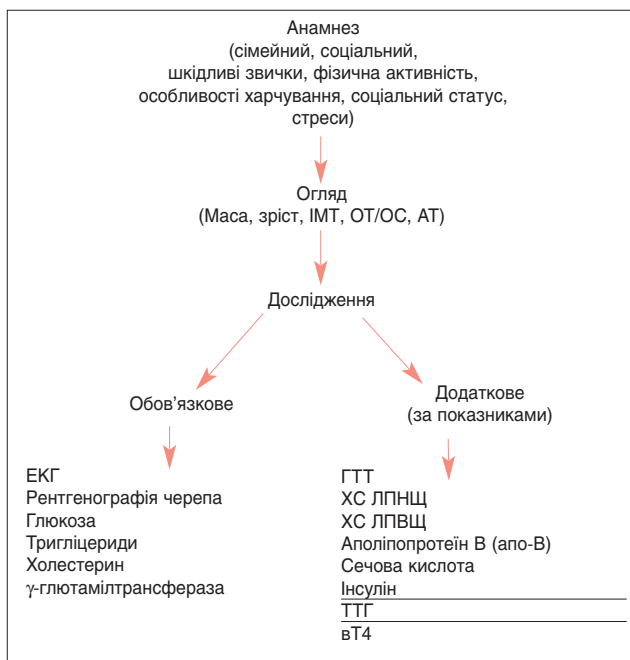 Анамнез
(сімейний, соціальний,
шкідливі звички, фізична активність,
особливості харчування, соціальний статус,
стреси)
Огляд
(Маса, зріст, ІМТ, ОТ/ОС, АТ)
Дослідження
Обов’язкове
ЕКГ
Рентгенографія черепа
Глюкоза
Тригліцериди
Холестерин
γ-глютамілтрансфераза
Додаткове
(за показниками)
ГТТ
ХС ЛПНЩ
ХС ЛПВЩ
Аполіпопротеїн В (апо-В)
Сечова кислота
Інсулін
ТТГ
вТ4